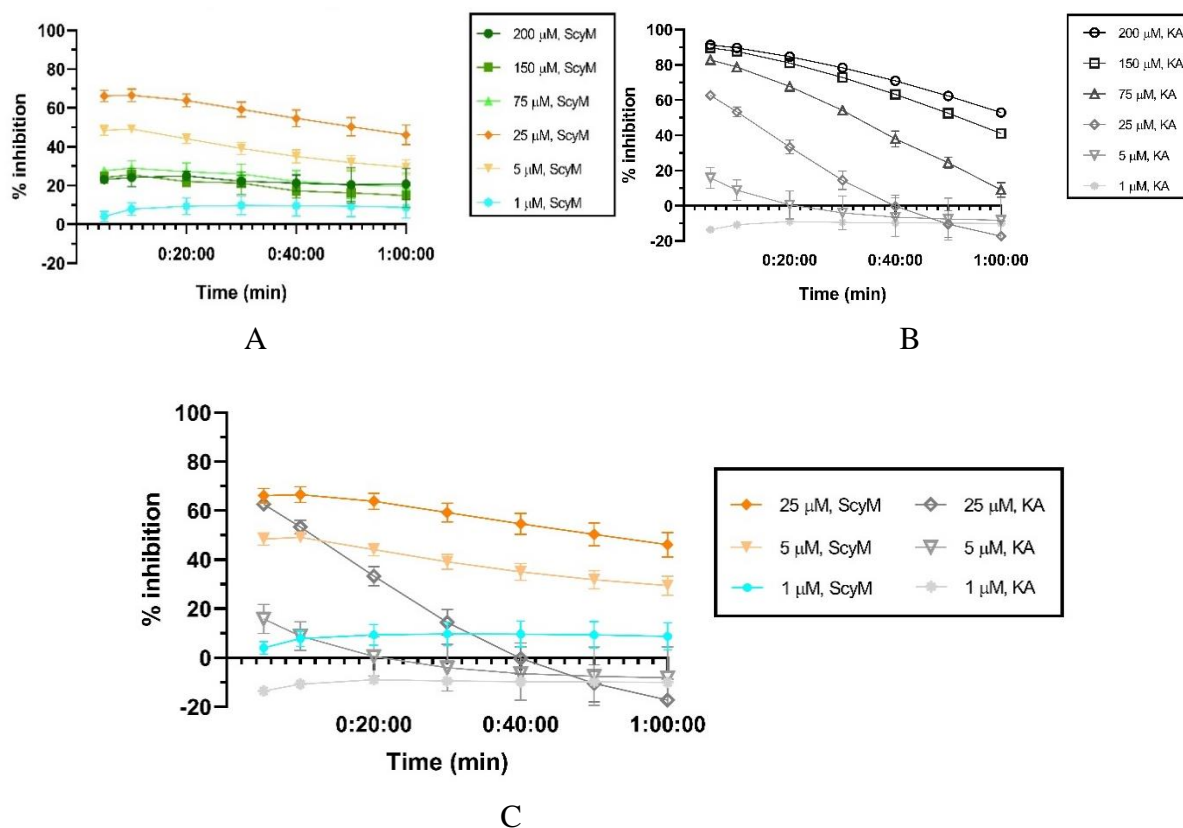 100
80
60
40
20
0
-20
% inhibition
0:20:00
0:40:00
1:00:00
Time (min)
200 µM, ScyM
150 µM, ScyM
75 µM, ScyM
25 µM, ScyM
5 µM, ScyM
1 µM, ScyM
A
100
80
60
40
20
0
-20
% inhibition
0:20:00
0:40:00
1:00:00
Time (min)
200 µM, KA
150 µM, KA
75 µM, KA
25 µM, KA
5 µM, KA
1 µM, KA
B
100
80
60
40
20
0
-20
% inhibition
0:20:00
0:40:00
1:00:00
Time (min)
25 µM, ScyM
25 µM, KA
5 µM, ScyM
5 µM, KA
1 µM, ScyM
1 µM, KA
C